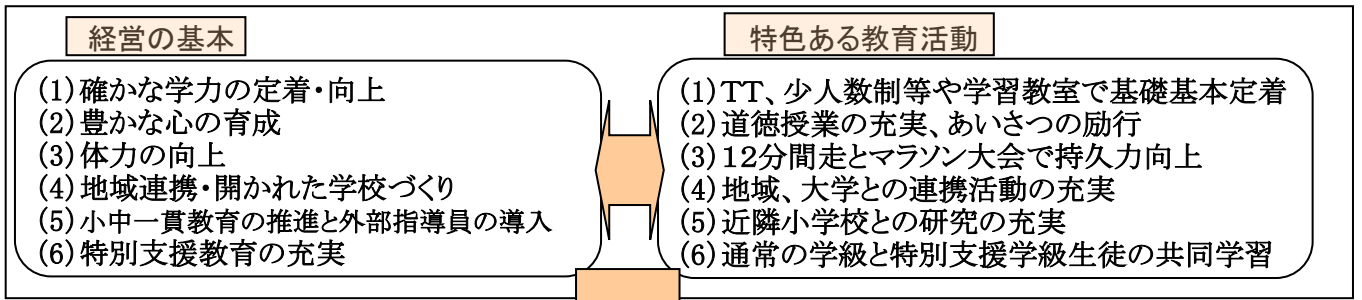 経営の基本
(1)確かな学力の定着・向上
(2)豊かな心の育成
(3)体力の向上
(4)地域連携・開かれた学校づくり
(5)小中一貫教育の推進と外部指導員の導入
(6)特別支援教育の充実
特色ある教育活動
(1)TT、少人数制等や学習教室で基礎基本定着
(2)道徳授業の充実、あいさつの励行
(3)12分間走とマラソン大会で持久力向上
(4)地域、大学との連携活動の充実
(5)近隣小学校との研究の充実
(6)通常の学級と特別支援学級生徒の共同学習